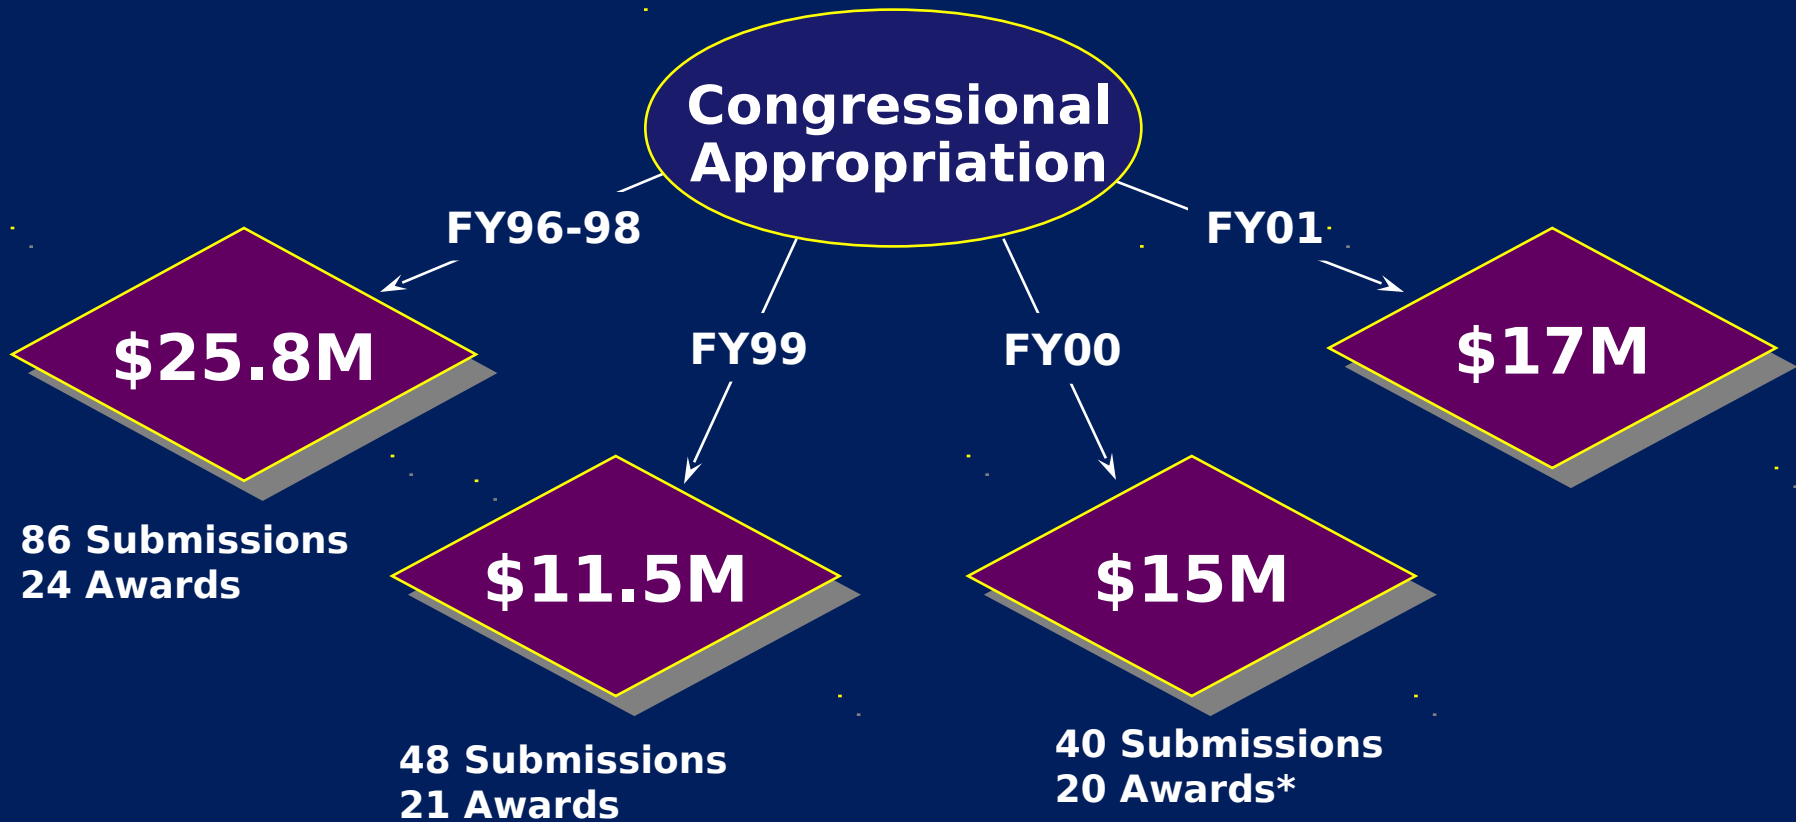 Congressional
Appropriation
FY96-98
FY01
$25.8M
$17M
FY99
FY00
86 Submissions
24 Awards
$11.5M
$15M
48 Submissions
21 Awards
40 Submissions
20 Awards*